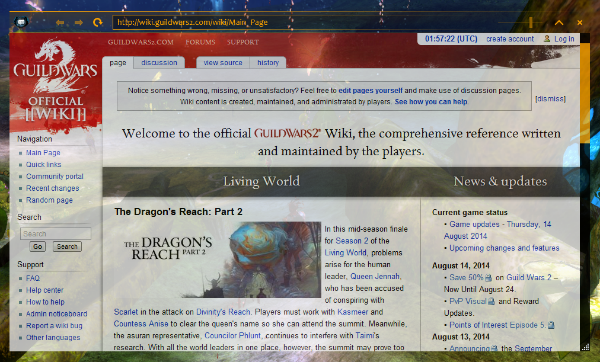 http://wiki.guildwars2.com/wiki/Main_Page
GUILDWARS2.COM FORUMS SUPPORT
01:57:22 (UTC) create account Log in
page discussion view source history
GUILDWARS 2
OFFICIAL
[[WIKI]]
Notice something wrong, missing, or unsatisfactory? Feel free to edit pages yourself and make use of discussion pages.
Wiki content is created, maintained, and administrated by players. See how you can help.
[dismiss]
Welcome to the official GUILDWARS2 Wiki, the comprehensive reference written
and maintained by the players.
Navigation
Main Page
Quick links
Community portal
Recent changes
Random page
Search
Search
Go Search
Support
FAQ
Help center
How to help
Admin noticeboard
Report a wiki bug
Other languages
Living World
The Dragon's Reach: Part 2
THE DRAGON'S
REACH PART 2
In this mid-season finale
for Season 2 of the
Living World, problems
arise for the human
leader, Queen Jennah,
who has been accused
of conspiring with
Scarlet in the attack on Divinity's Reach. Players must work with Kasmeer and
Countess Anise to clear the queen's name so she can attend the summit. Meanwhile,
the asuran representative, Councilor Phlunt, continues to interfere with Taimi's
research. With all the world leaders in one place, however, the summit may prove too
News & updates
Current game status
• Game updates - Thursday, 14
August 2014
• Upcoming changes and features
August 14, 2014
• Save 50% on Guild Wars 2 –
Now Until August 24.
• PvP Visual and Reward
Updates.
• Points of Interest Episode 5:
August 13, 2014
• Announcing the September